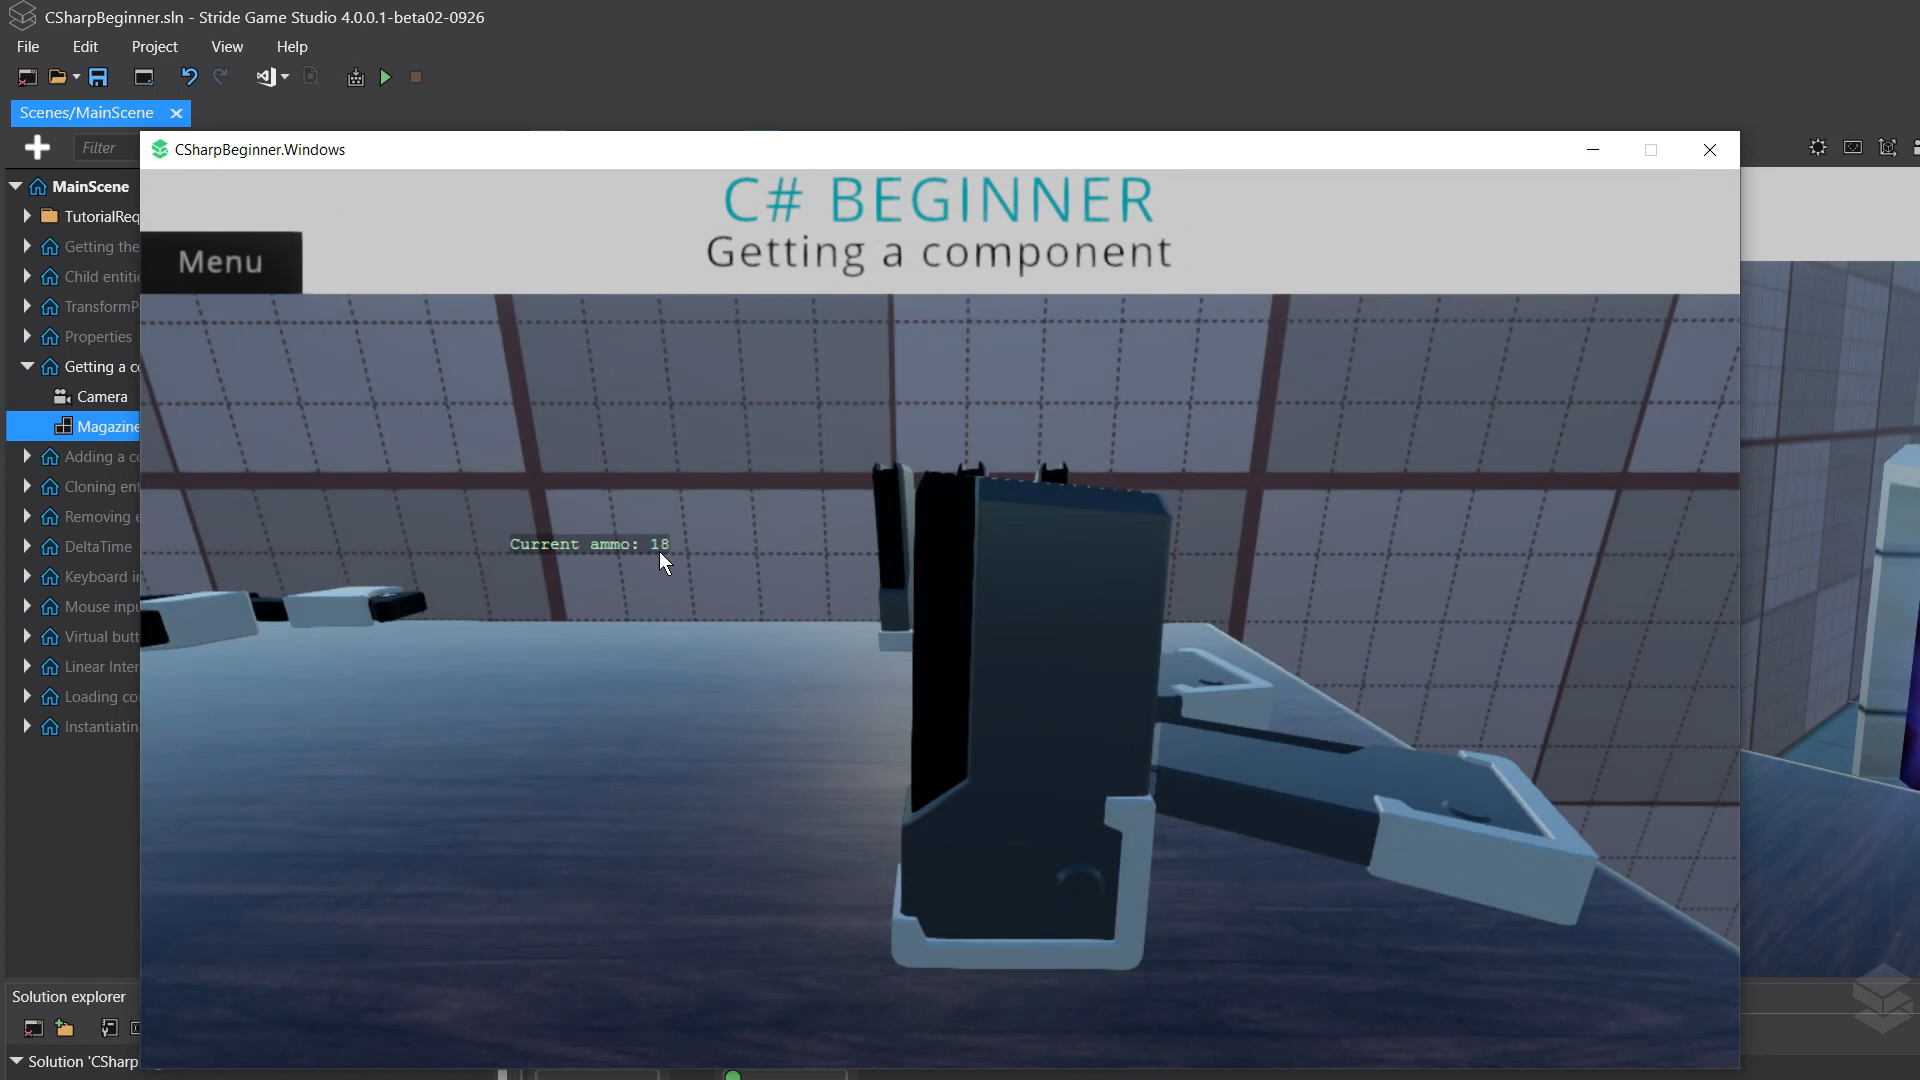 CSharpBeginner.sln - Stride Game Studio 4.0.0.1-beta02-0926
File Edit Project View Help
Scenes/MainScene
Filter
CSharpBeginner.Windows
MainScene
C# BEGINNER
Getting a component
Menu
TutorialReq
Getting the
Child entiti
TransformP
Properties
Getting a co
Camera
Magazine
Adding a co
Cloning ent
Removing e
DeltaTime
Keyboard in
Mouse inpu
Virtual butt
Linear Inter
Loading co
Instantiatin
Current ammo: 18
Solution explorer
Solution 'CSharp